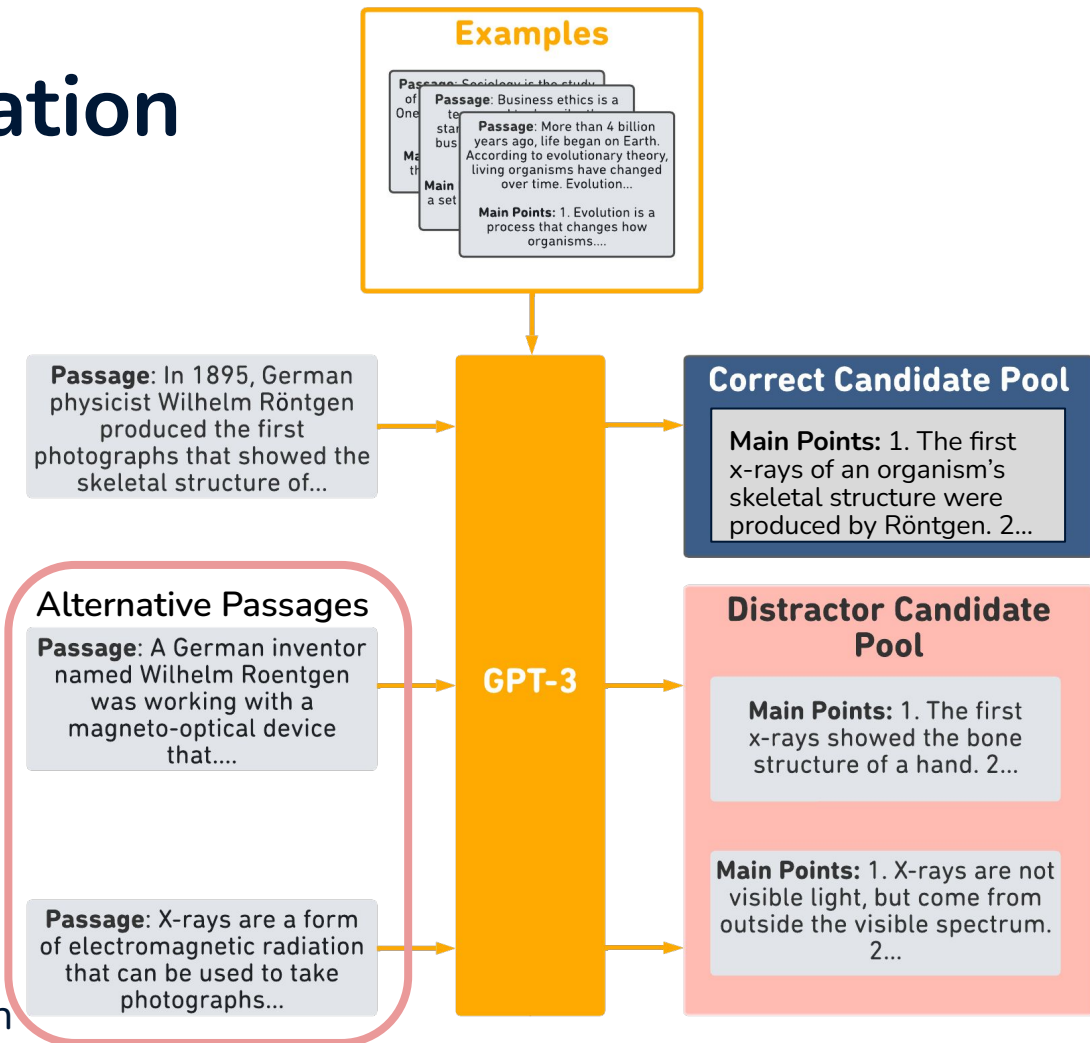 ation
Examples
Passage: Sociology is the study
of
One
Ma
th
Passage: Business ethics is a
te
star
bus
Main
a set
Passage: More than 4 billion
years ago, life began on Earth.
According to evolutionary theory,
living organisms have changed
over time. Evolution...
Main Points: 1. Evolution is a
process that changes how
organisms....
Passage: In 1895, German
physicist Wilhelm Röntgen
produced the first
photographs that showed the
skeletal structure of...
Alternative Passages
Passage: A German inventor
named Wilhelm Roentgen
was working with a
magneto-optical device
that....
Passage: X-rays are a form
of electromagnetic radiation
that can be used to take
photographs...
n
GPT-3
Correct Candidate Pool
Main Points: 1. The first
x-rays of an organism’s
skeletal structure were
produced by Röntgen. 2...
Distractor Candidate
Pool
Main Points: 1. The first
x-rays showed the bone
structure of a hand. 2...
Main Points: 1. X-rays are not
visible light, but come from
outside the visible spectrum.
2...